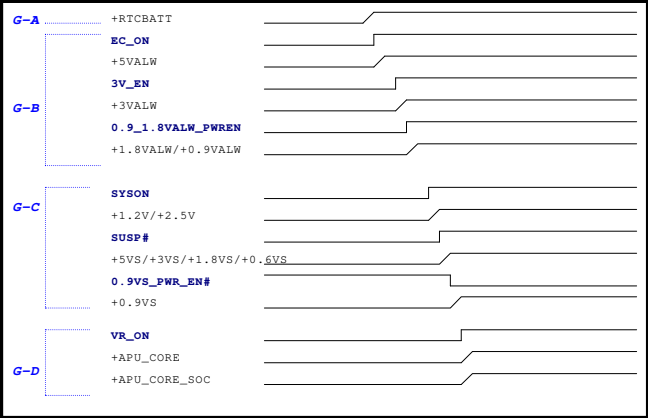 G-A
+RTCBATT
EC_ON
+5VALW
3V_EN
G-B
+3VALW
0.9_1.8VALW_PWREN
+1.8VALW/+0.9VALW
SYSON
G-C
+1.2V/+2.5V
SUSP#
+5VS/+3VS/+1.8VS/+0.6VS
0.9VS_PWR_EN#
+0.9VS
VR_ON
+APU_CORE
G-D
+APU_CORE_SOC